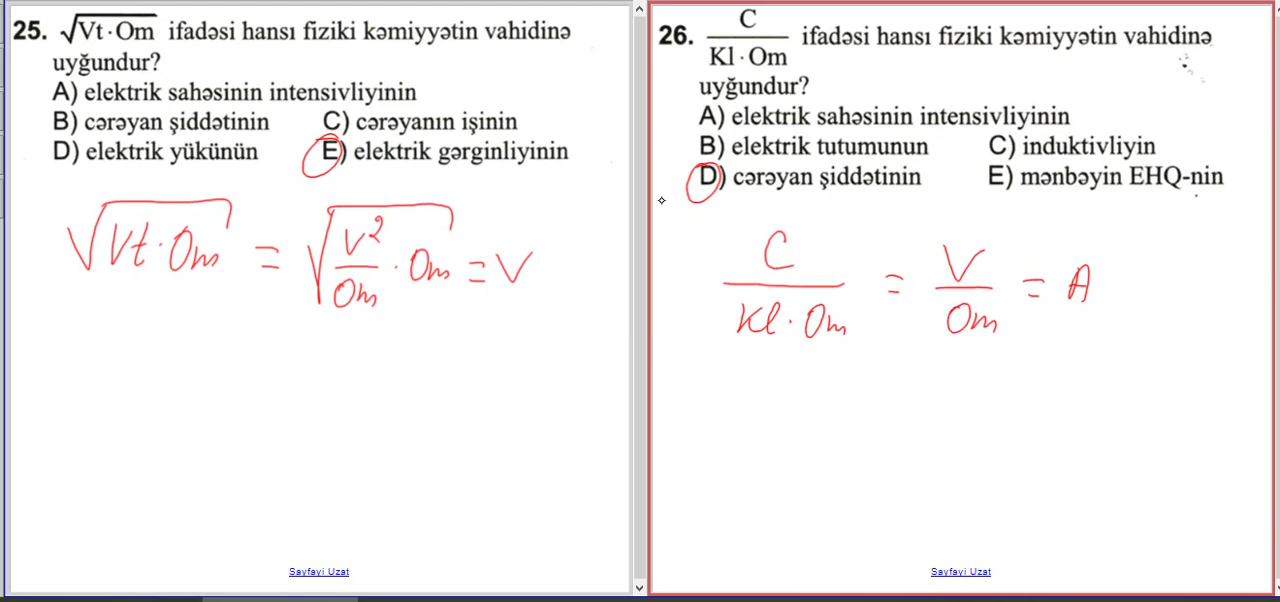 25. √Vt · Om ifadəsi hansı fiziki kəmiyyətin vahidinə
uyğundur?
A) elektrik sahəsinin intensivliyinin
B) cərəyan şiddətinin C) cərəyanın işinin
D) elektrik yükünün E) elektrik gərginliyinin
√Vt · Om = √V²/Om · Om = V
Sayfayi Uzat
26. C/Kl · Om ifadəsi hansı fiziki kəmiyyətin vahidinə
uyğundur?
A) elektrik sahəsinin intensivliyinin
B) elektrik tutumunun C) induktivliyin
D) cərəyan şiddətinin E) mənbəyin EHQ-nin
C/Kl · Om = V/Om = A
Sayfayi Uzat